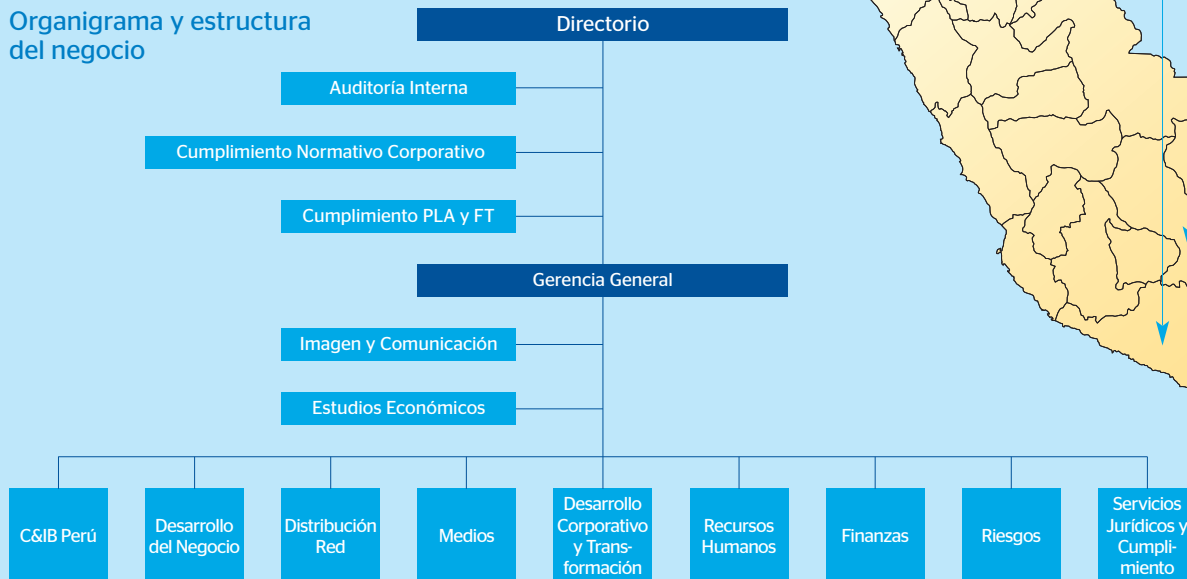 Organigrama y estructura
del negocio
Directorio
Auditoría Interna
Cumplimiento Normativo Corporativo
Cumplimiento PLA y FT
Gerencia General
Imagen y Comunicación
Estudios Económicos
C&IB Perú
Desarrollo
del Negocio
Distribución
Red
Medios
Desarrollo
Corporativo
y Trans-
formación
Recursos
Humanos
Finanzas
Riesgos
Servicios
Jurídicos y
Cumpli-
miento